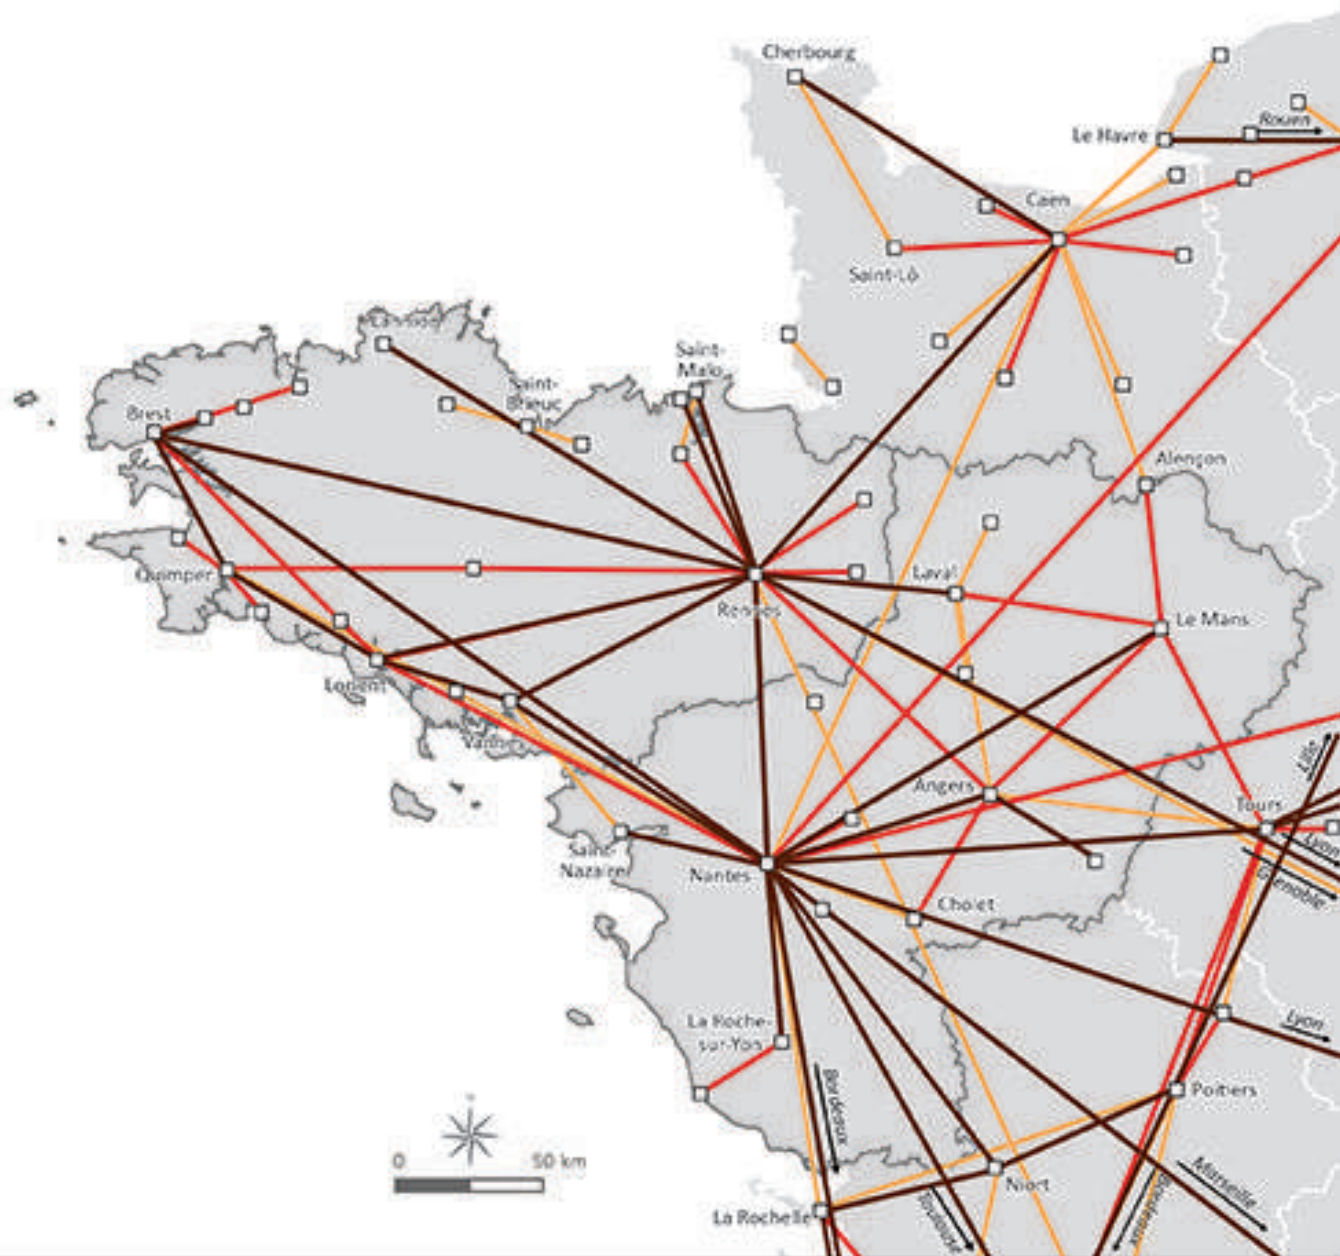 Cherbourg
Le Havre
Rouen
Caen
Saint-Lô
Lannion
Saint-
Malo
Saint-
Brieuc
Brest
Alençon
Quimper
Laval
Rennes
Le Mans
Lorient
Vannes
Angers
Lille
Tours
Lyon
Grenoble
Saint-
Nazaire
Nantes
Cholet
La Roche-
sur-Yon
Lyon
Bordeaux
Poitiers
0 50 km
Niort
Marseille
La Rochelle
Toulouse
Bordeaux